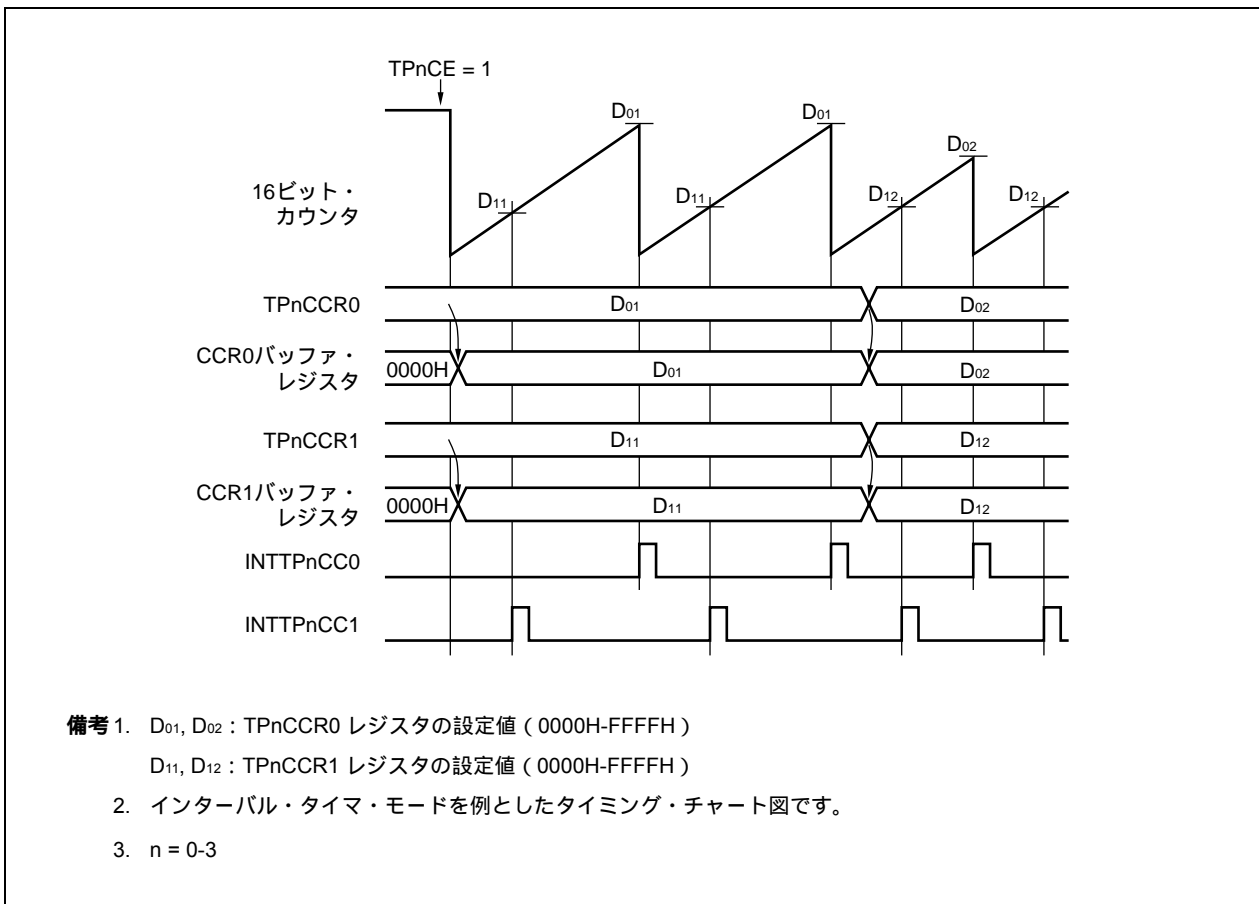 TPnCE = 1
D01
D01
D02
D11
D11
D12
D12
16ビット・
カウンタ
TPnCCR0
D01
D02
CCR0バッファ・
レジスタ
0000H
D01
D02
TPnCCR1
D11
D12
CCR1バッファ・
レジスタ
0000H
D11
D12
INTTPnCC0
INTTPnCC1
備考 1. D01, D02：TPnCCR0 レジスタの設定値（0000H-FFFFH）
D11, D12：TPnCCR1 レジスタの設定値（0000H-FFFFH）
2. インターバル・タイマ・モードを例としたタイミング・チャート図です。
3. n = 0-3